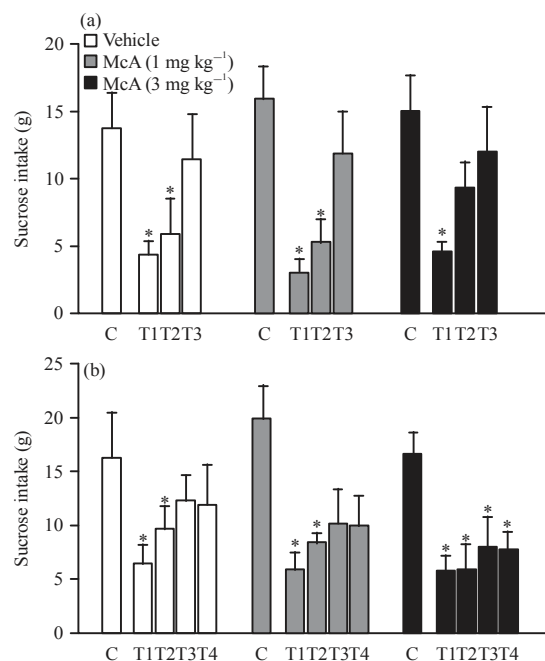 (a)
Vehicle
McA (1 mg kg⁻¹)
McA (3 mg kg⁻¹)
Sucrose intake (g)
20
15
10
5
0
* * * * *
C T1T2T3 C T1T2T3 C T1T2T3
(b)
Sucrose intake (g)
25
20
15
10
5
0
* * * * * * * *
C T1T2T3T4 C T1T2T3T4 C T1T2T3T4